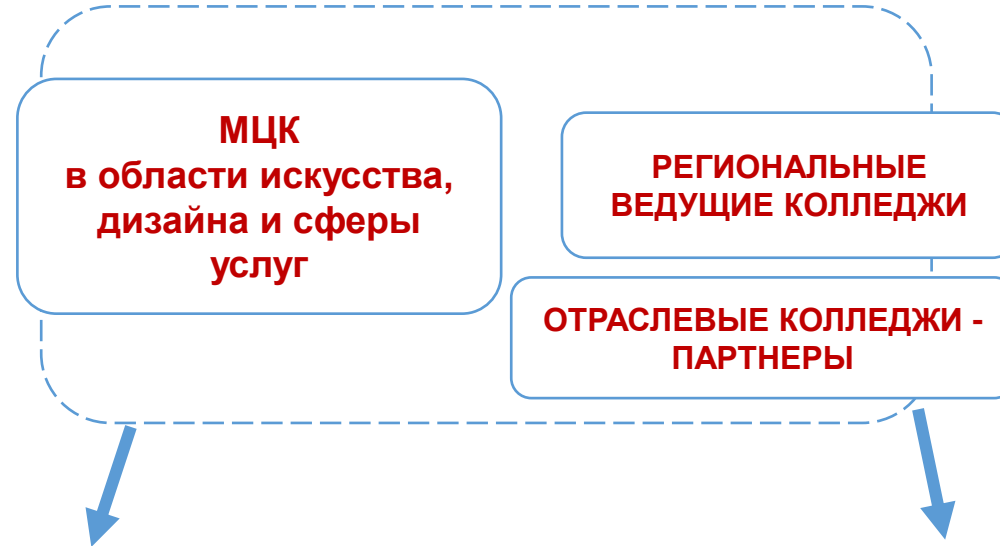 МЦК
в области искусства,
дизайна и сферы
услуг
РЕГИОНАЛЬНЫЕ
ВЕДУЩИЕ КОЛЛЕДЖИ
ОТРАСЛЕВЫЕ КОЛЛЕДЖИ -
ПАРТНЕРЫ